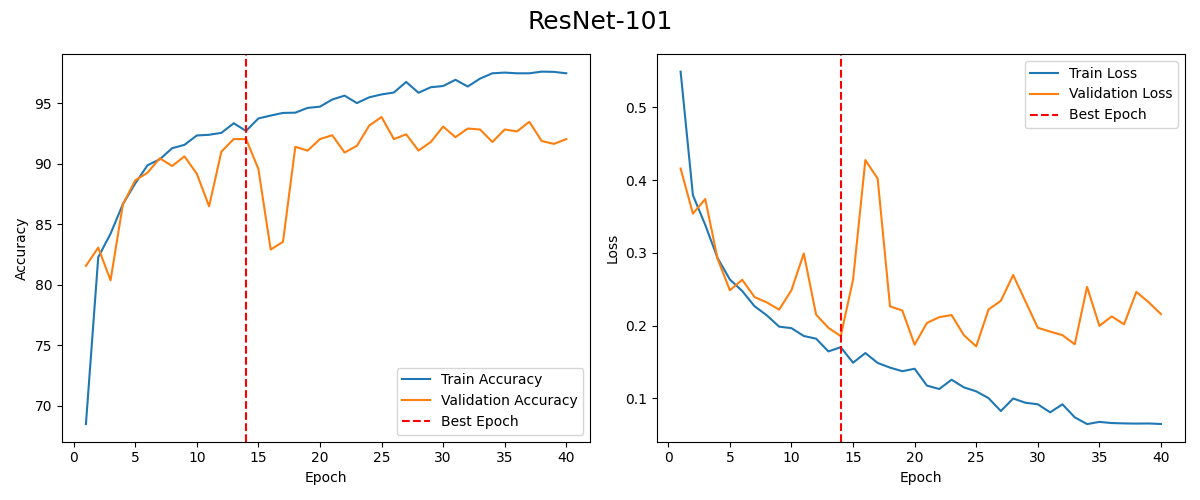 ResNet-101
95
90
85
80
75
70
Accuracy
Train Accuracy
Validation Accuracy
Best Epoch
0 5 10 15 20 25 30 35 40
Epoch
0.5
0.4
0.3
0.2
0.1
Loss
Train Loss
Validation Loss
Best Epoch
0 5 10 15 20 25 30 35 40
Epoch